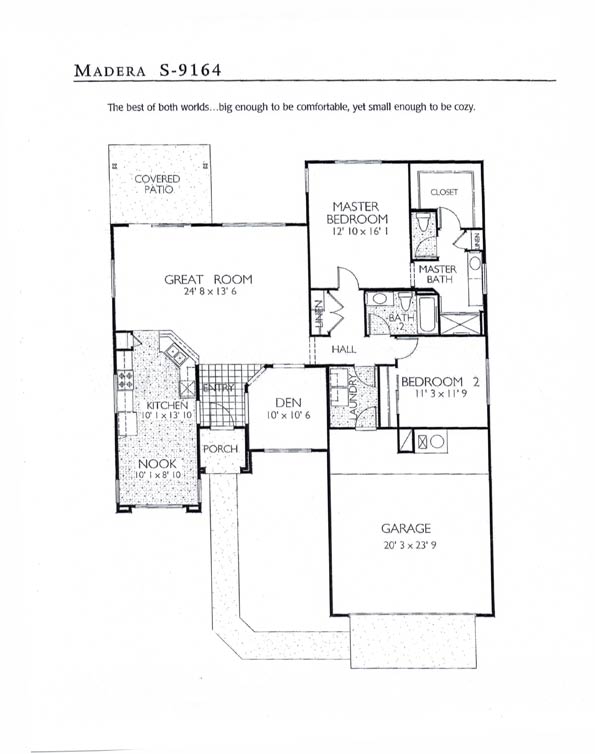 MADERA S-9164
The best of both worlds...big enough to be comfortable, yet small enough to be cozy.
COVERED
PATIO
MASTER
BEDROOM
12' 10 x 16' 1
CLOSET
LINEN
MASTER
BATH
GREAT ROOM
24' 8 x 13' 6
LINEN
BATH
2
HALL
ENTRY
KITCHEN
10' 1 x 13' 10
DEN
10' x 10' 6
LAUNDRY
BEDROOM 2
11' 3 x 11' 9
PORCH
NOOK
10' 1 x 8' 10
GARAGE
20' 3 x 23' 9